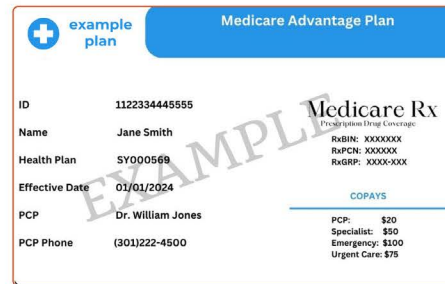 example
plan
Medicare Advantage Plan
ID 1122334445555
Name Jane Smith
Health Plan SY000569
Effective Date 01/01/2024
PCP Dr. William Jones
PCP Phone (301)222-4500
EXAMPLE
Medicare Rx
Prescription Drug Coverage
RxBIN: XXXXXXX
RxPCN: XXXXXX
RxGRP: XXXX-XXX
COPAYS
PCP: $20
Specialist: $50
Emergency: $100
Urgent Care: $75